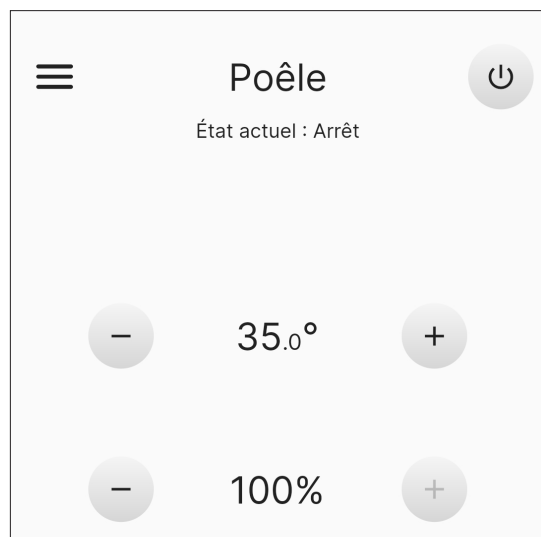 Poêle
État actuel : Arrêt
− 35.0° +
− 100% +